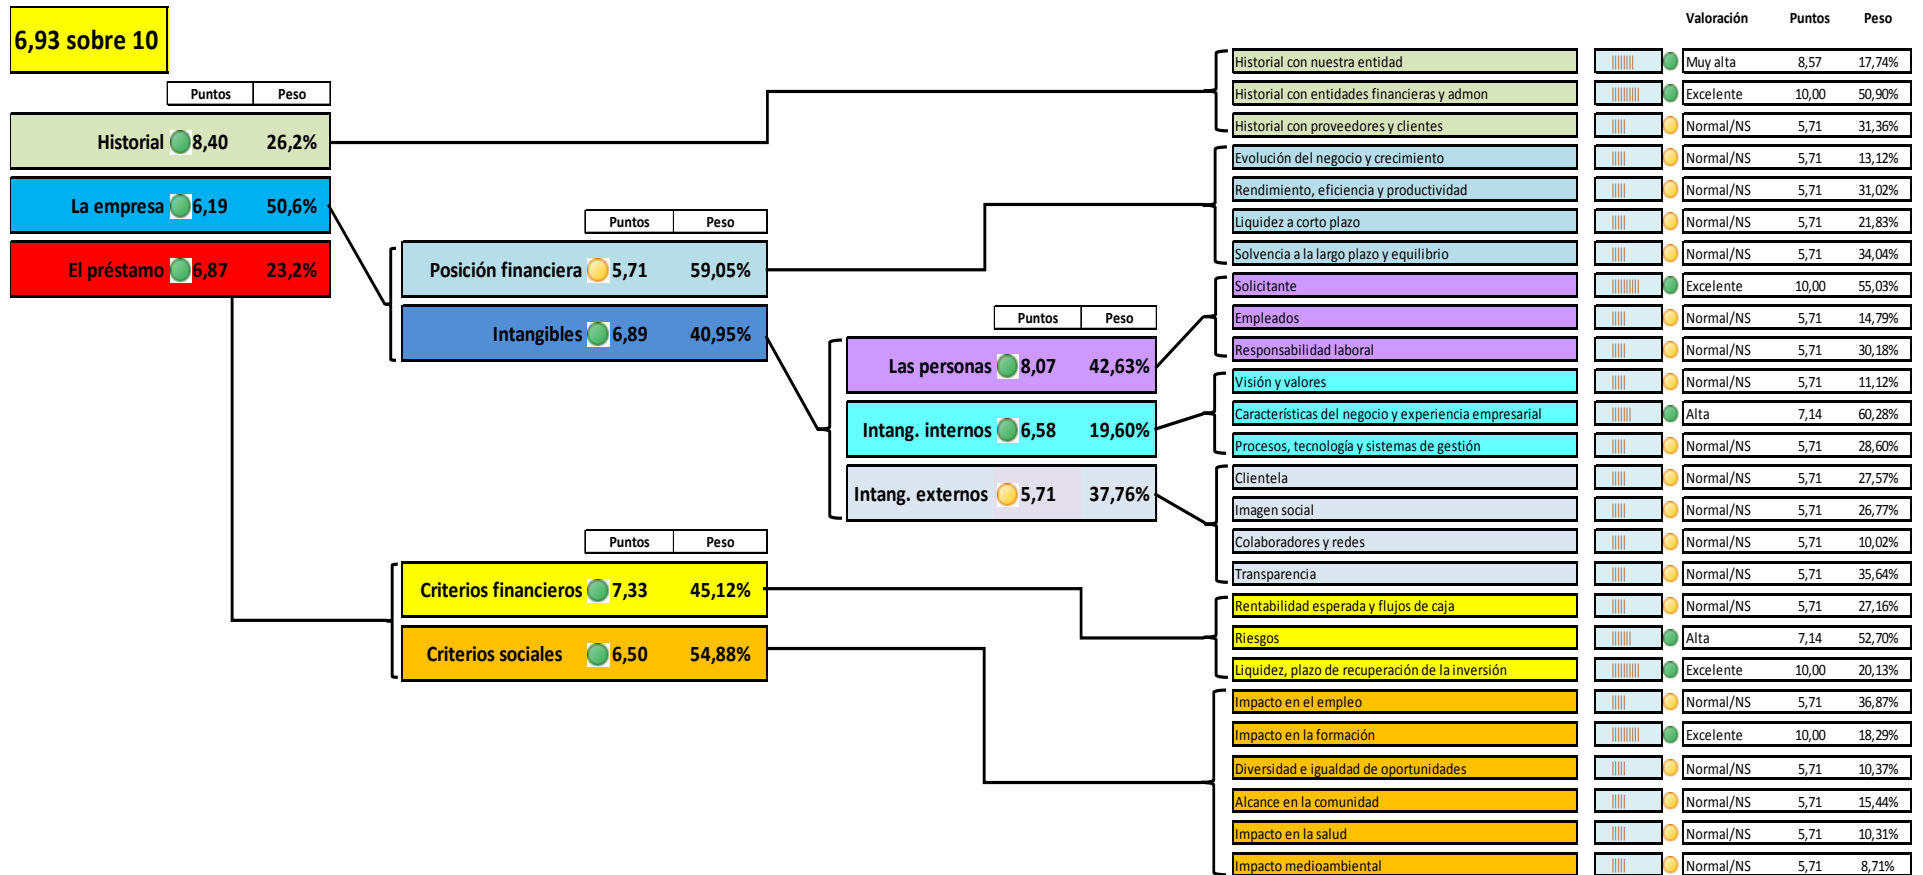 6,93 sobre 10
Valoración Puntos Peso
Historial con nuestra entidad Muy alta 8,57 17,74%
Puntos Peso
Historial con entidades financieras y admon Excelente 10,00 50,90%
Historial 8,40 26,2%
Historial con proveedores y clientes Normal/NS 5,71 31,36%
Evolución del negocio y crecimiento Normal/NS 5,71 13,12%
La empresa 6,19 50,6%
Rendimiento, eficiencia y productividad Normal/NS 5,71 31,02%
Puntos Peso
Liquidez a corto plazo Normal/NS 5,71 21,83%
El préstamo 6,87 23,2%
Posición financiera 5,71 59,05%
Solvencia a la largo plazo y equilibrio Normal/NS 5,71 34,04%
Solicitante Excelente 10,00 55,03%
Intangibles 6,89 40,95%
Puntos Peso
Empleados Normal/NS 5,71 14,79%
Las personas 8,07 42,63%
Responsabilidad laboral Normal/NS 5,71 30,18%
Visión y valores Normal/NS 5,71 11,12%
Intang. internos 6,58 19,60%
Características del negocio y experiencia empresarial Alta 7,14 60,28%
Procesos, tecnología y sistemas de gestión Normal/NS 5,71 28,60%
Intang. externos 5,71 37,76%
Clientela Normal/NS 5,71 27,57%
Imagen social Normal/NS 5,71 26,77%
Puntos Peso
Colaboradores y redes Normal/NS 5,71 10,02%
Transparencia Normal/NS 5,71 35,64%
Criterios financieros 7,33 45,12%
Rentabilidad esperada y flujos de caja Normal/NS 5,71 27,16%
Riesgos Alta 7,14 52,70%
Criterios sociales 6,50 54,88%
Liquidez, plazo de recuperación de la inversión Excelente 10,00 20,13%
Impacto en el empleo Normal/NS 5,71 36,87%
Impacto en la formación Excelente 10,00 18,29%
Diversidad e igualdad de oportunidades Normal/NS 5,71 10,37%
Alcance en la comunidad Normal/NS 5,71 15,44%
Impacto en la salud Normal/NS 5,71 10,31%
Impacto medioambiental Normal/NS 5,71 8,71%